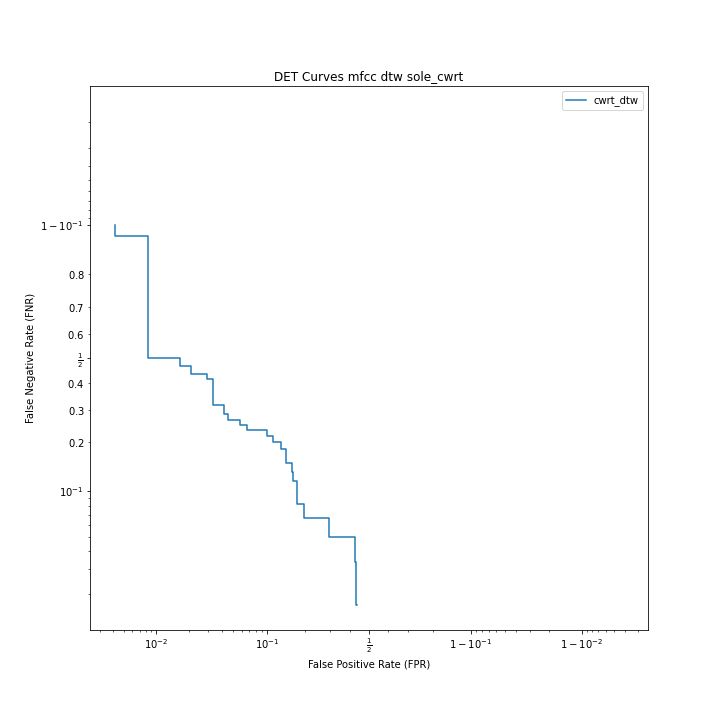 DET Curves mfcc dtw sole_cwrt
cwrt_dtw
1 − 10⁻¹
0.8
0.7
0.6
½
0.4
0.3
0.2
10⁻¹
False Negative Rate (FNR)
10⁻² 10⁻¹ ½ 1 − 10⁻¹ 1 − 10⁻²
False Positive Rate (FPR)